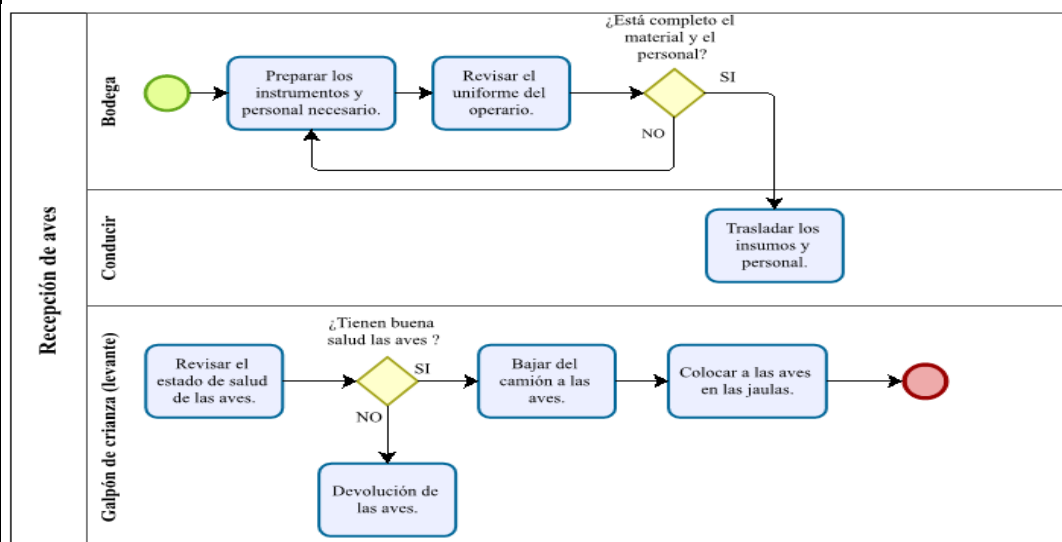 Recepción de aves
Bodega
Preparar los
instrumentos y
personal necesario.
Revisar el
uniforme del
operario.
¿Está completo el
material y el
personal?
SI
NO
Conducir
Trasladar los
insumos y
personal.
Galpón de crianza (levante)
Revisar el
estado de salud
de las aves.
¿Tienen buena
salud las aves ?
SI
NO
Bajar del
camión a las
aves.
Colocar a las aves
en las jaulas.
Devolución de
las aves.